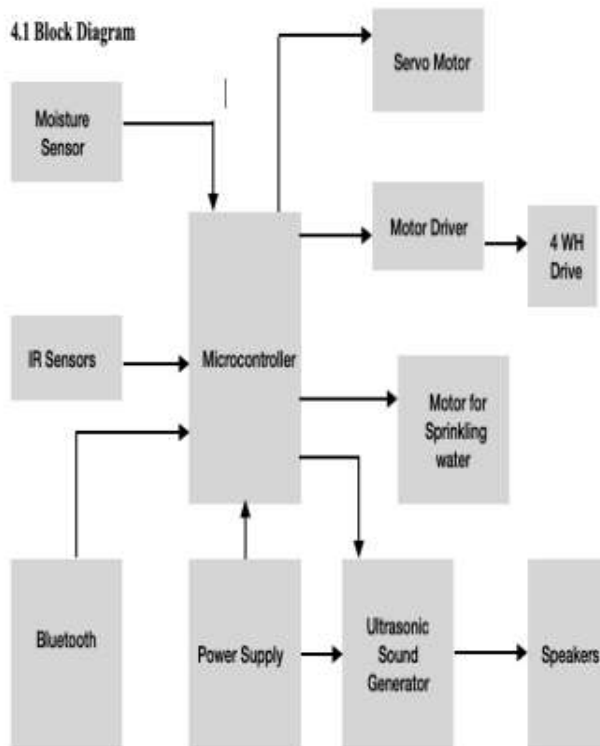 4.1 Block Diagram
Servo Motor
Moisture
Sensor
Motor Driver
4 WH
Drive
IR Sensors
Microcontroller
Motor for
Sprinkling
water
Bluetooth
Power Supply
Ultrasonic
Sound
Generator
Speakers